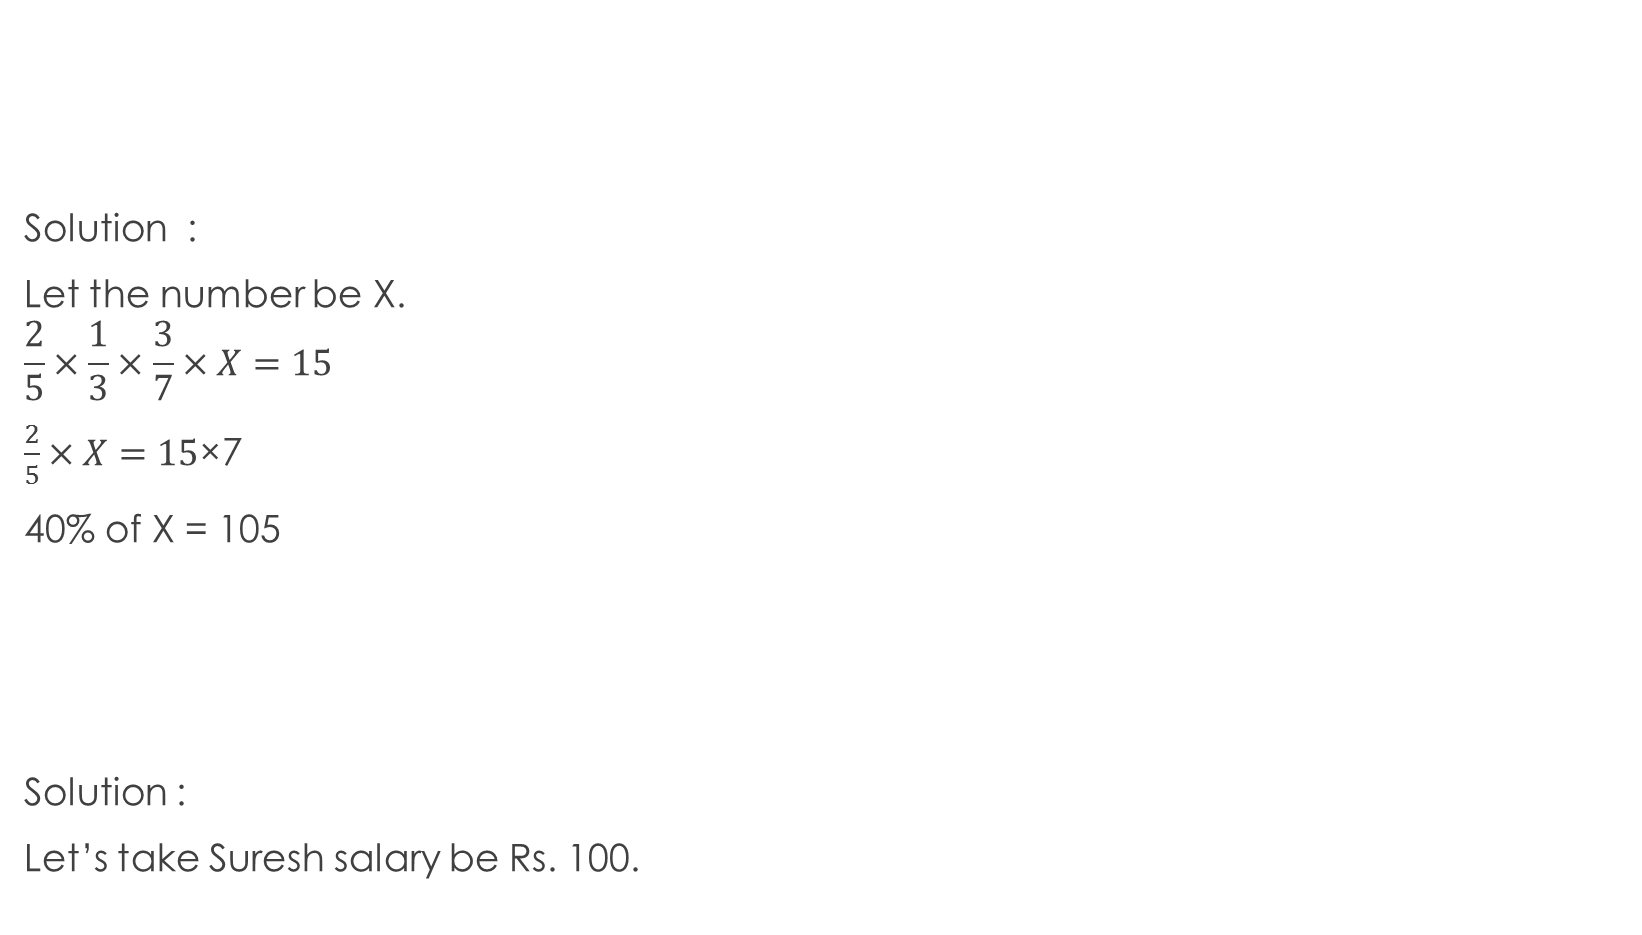 Solution :
Let the number be X.
2/5 × 1/3 × 3/7 × X = 15
2/5 × X = 15×7
40% of X = 105
Solution :
Let’s take Suresh salary be Rs. 100.